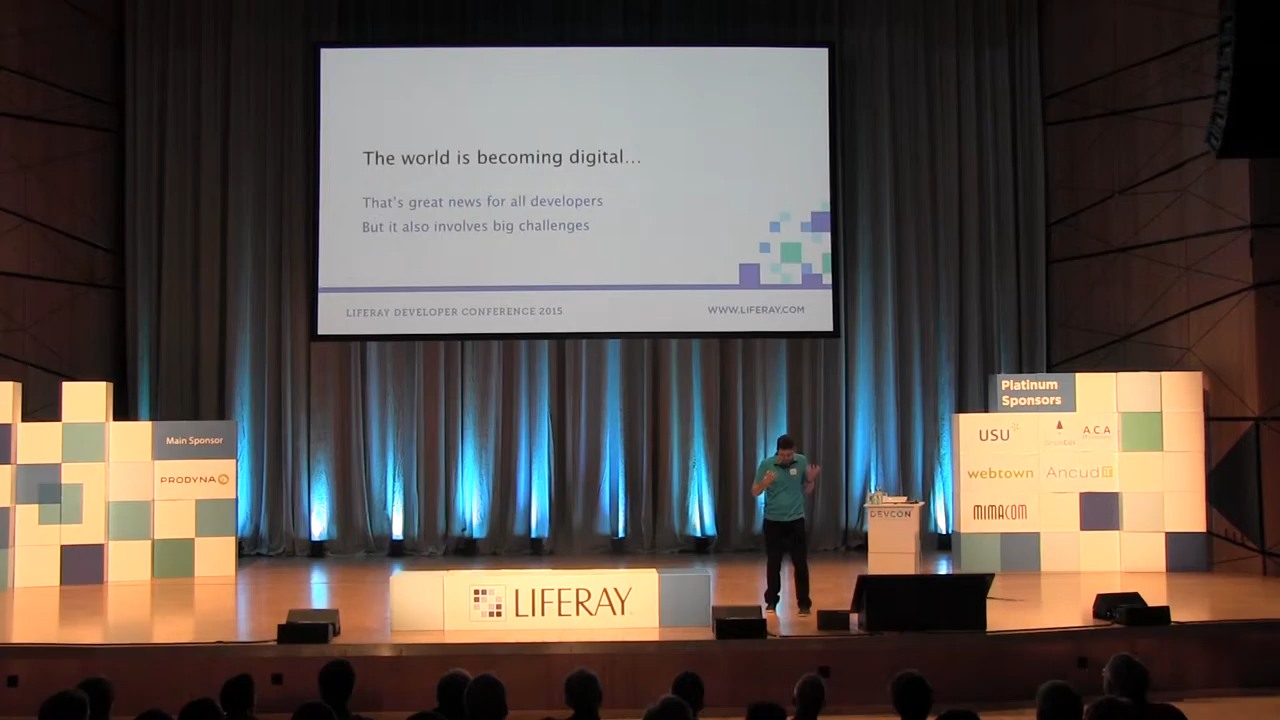 The world is becoming digital...
That's great news for all developers
But it also involves big challenges
LIFERAY DEVELOPER CONFERENCE 2015
WWW.LIFERAY.COM
Main Sponsor
PRODYNA
Platinum
Sponsors
USU
ACA
webtown
Ancud IT
MIMACOM
DEVCON
LIFERAY